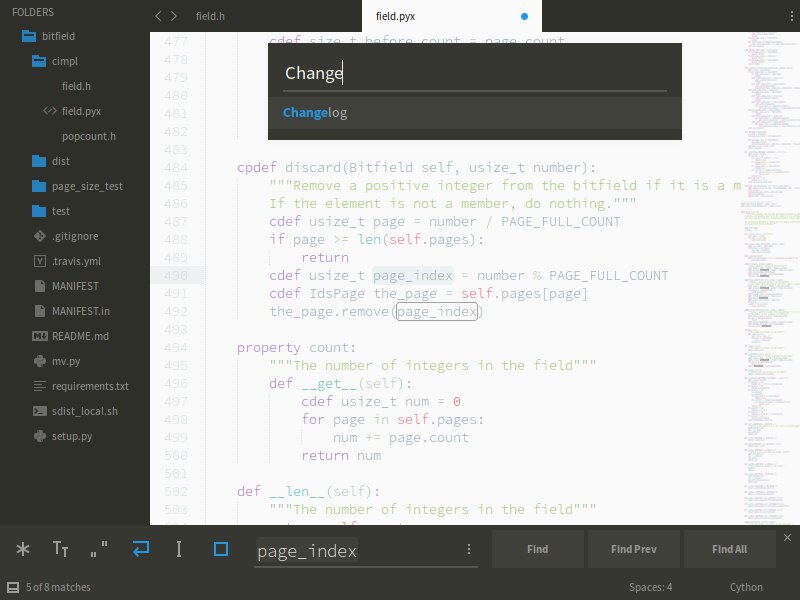 FOLDERS
bitfield
cimpl
field.h
field.pyx
popcount.h
dist
page_size_test
test
.gitignore
.travis.yml
MANIFEST
MANIFEST.in
README.md
mv.py
requirements.txt
sdist_local.sh
setup.py
field.h
field.pyx
Change
Changelog
477 cdef size_t before_count = page.count
478
479
480
481
482
483
484 cpdef discard(Bitfield self, usize_t number):
485 """Remove a positive integer from the bitfield if it is a m
486 If the element is not a member, do nothing."""
487 cdef usize_t page = number / PAGE_FULL_COUNT
488 if page >= len(self.pages):
489 return
490 cdef usize_t page_index = number % PAGE_FULL_COUNT
491 cdef IdsPage the_page = self.pages[page]
492 the_page.remove(page_index)
493
494 property count:
495 """The number of integers in the field"""
496 def __get__(self):
497 cdef usize_t num = 0
498 for page in self.pages:
499 num += page.count
500 return num
501
502 def __len__(self):
503 """The number of integers in the field"""
page_index
Find
Find Prev
Find All
5 of 8 matches
Spaces: 4
Cython